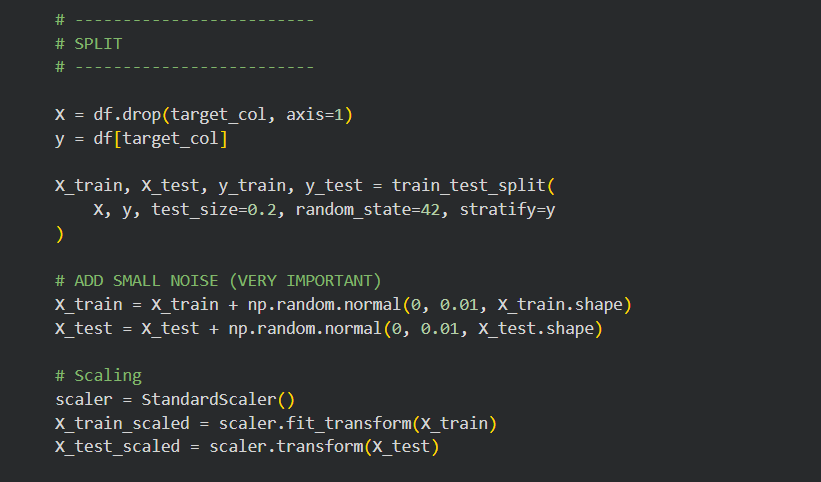 # -------------------------
# SPLIT
# -------------------------
X = df.drop(target_col, axis=1)
y = df[target_col]
X_train, X_test, y_train, y_test = train_test_split(
    X, y, test_size=0.2, random_state=42, stratify=y
)
# ADD SMALL NOISE (VERY IMPORTANT)
X_train = X_train + np.random.normal(0, 0.01, X_train.shape)
X_test = X_test + np.random.normal(0, 0.01, X_test.shape)
# Scaling
scaler = StandardScaler()
X_train_scaled = scaler.fit_transform(X_train)
X_test_scaled = scaler.transform(X_test)